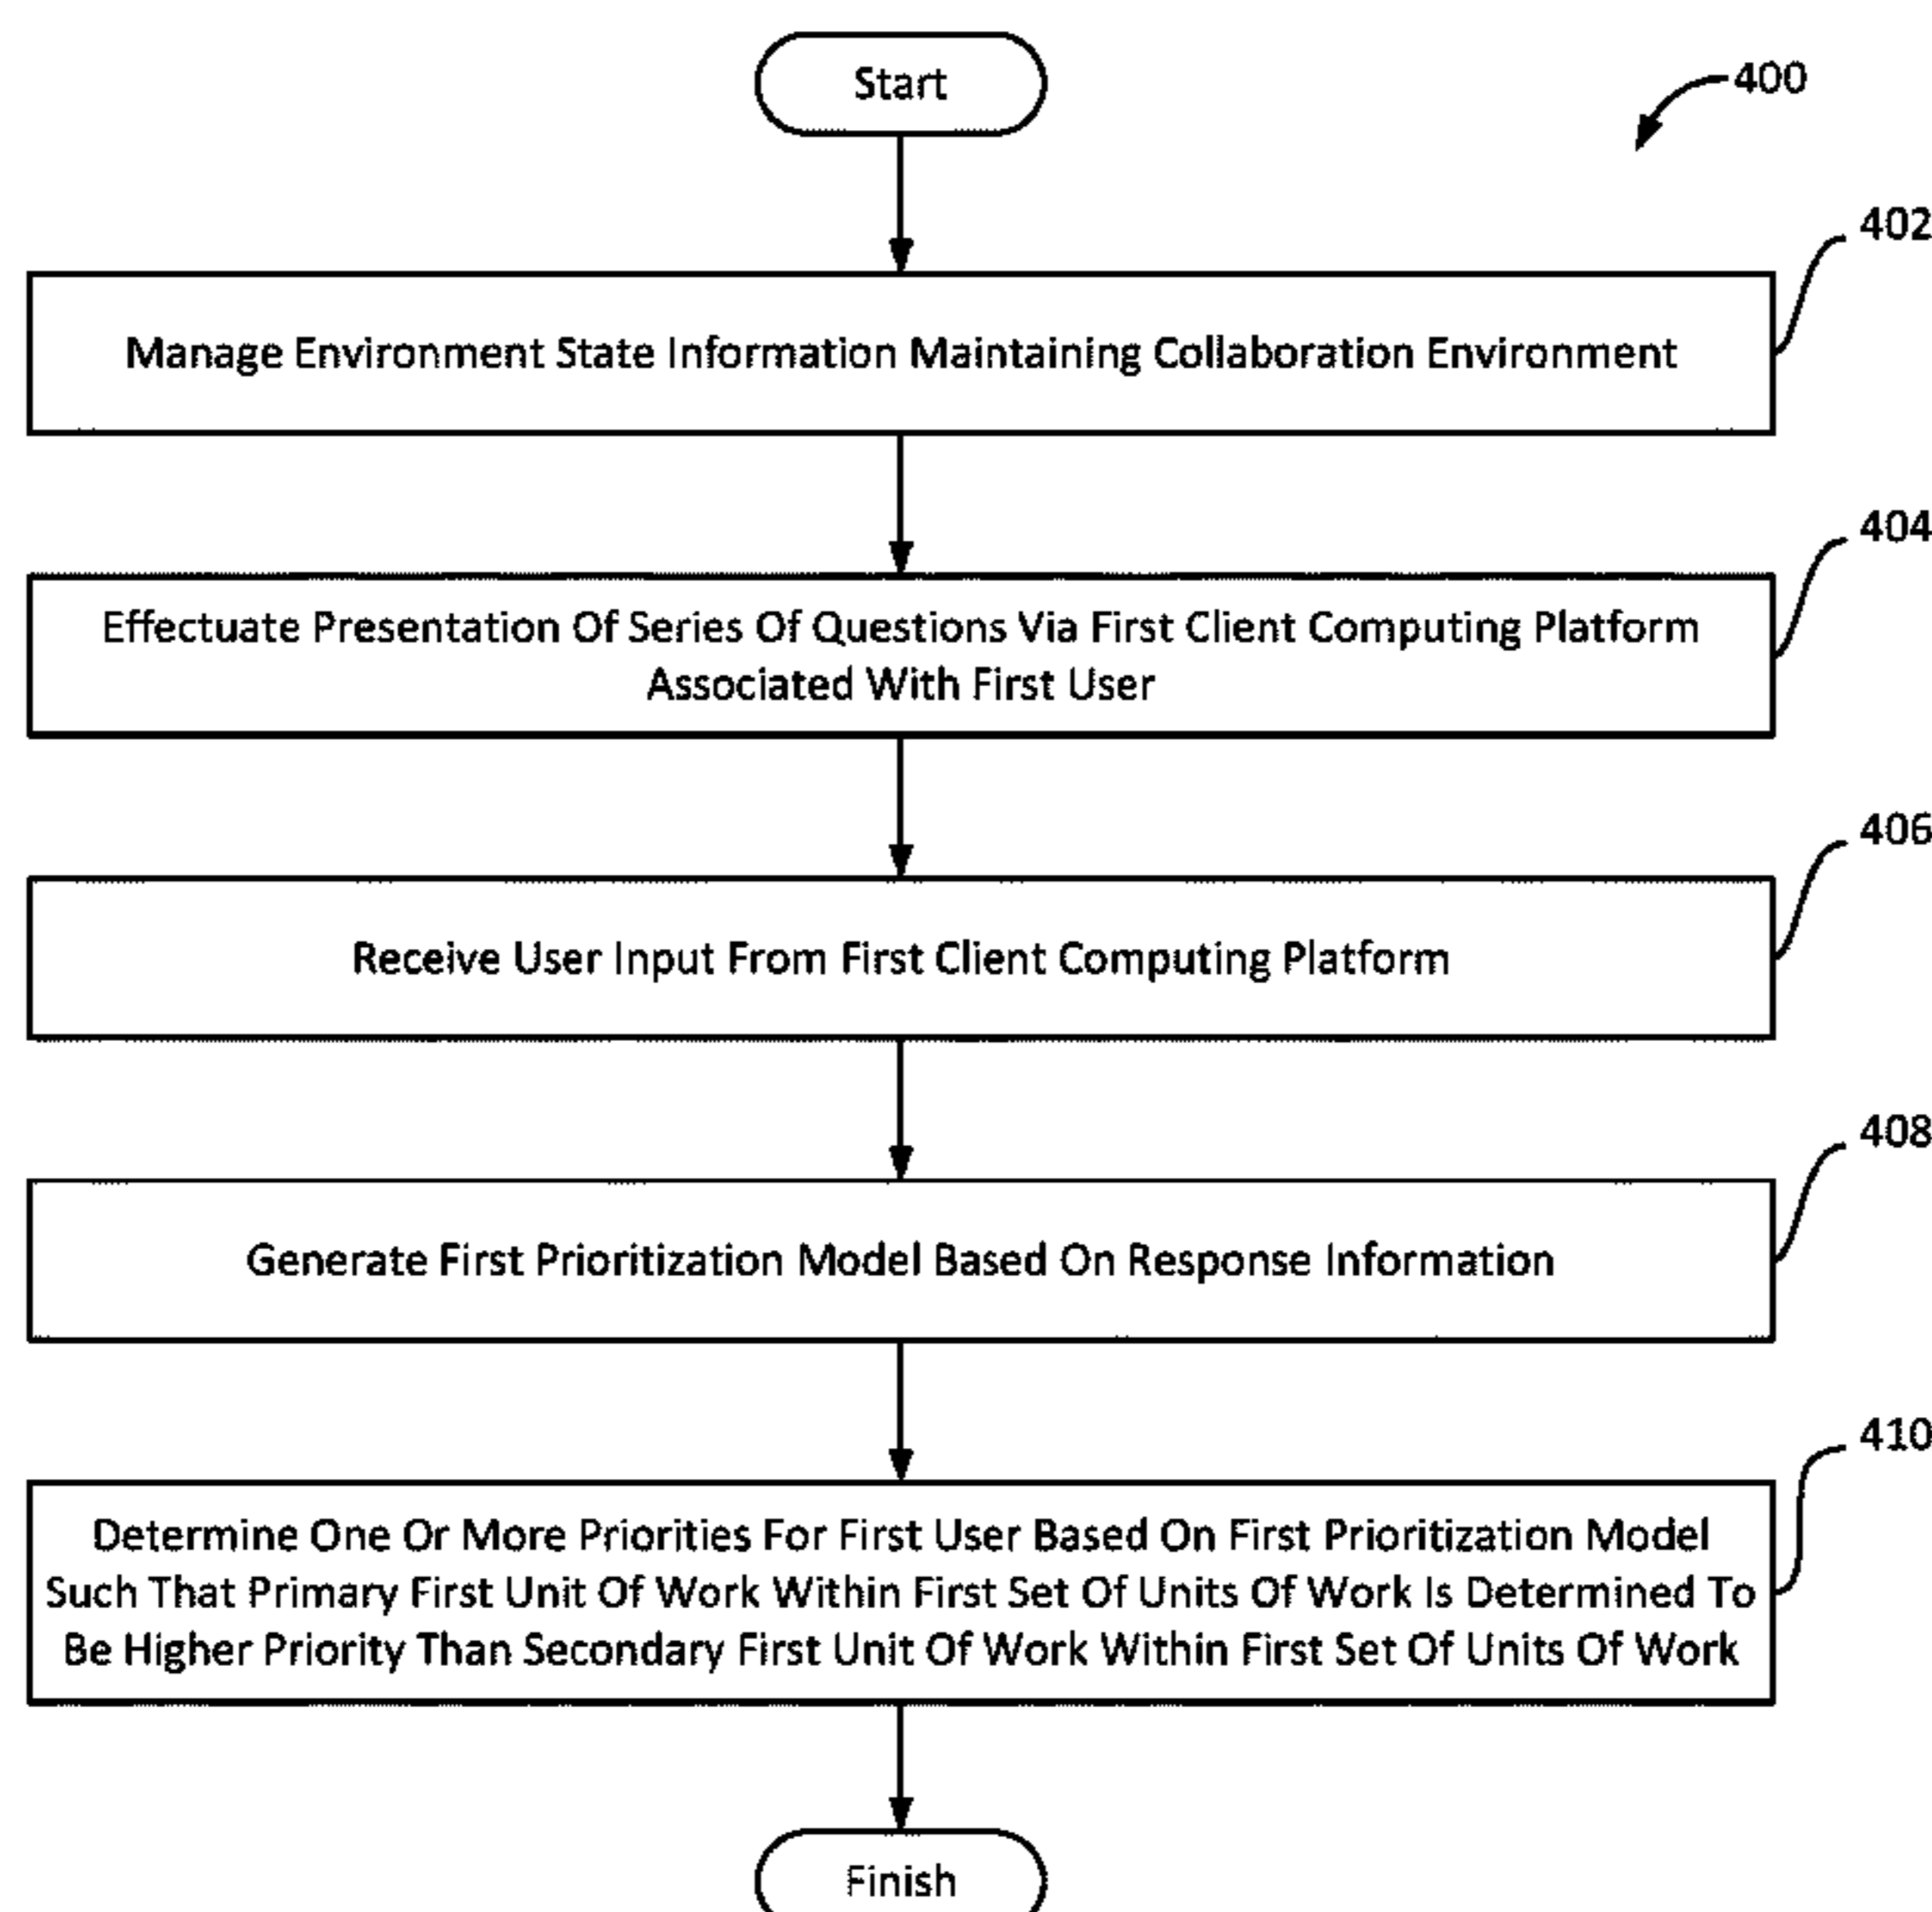 Start
400
402
Manage Environment State Information Maintaining Collaboration Environment
404
Effectuate Presentation Of Series Of Questions Via First Client Computing Platform
Associated With First User
406
Receive User Input From First Client Computing Platform
408
Generate First Prioritization Model Based On Response Information
410
Determine One Or More Priorities For First User Based On First Prioritization Model
Such That Primary First Unit Of Work Within First Set Of Units Of Work Is Determined To
Be Higher Priority Than Secondary First Unit Of Work Within First Set Of Units Of Work
Finish